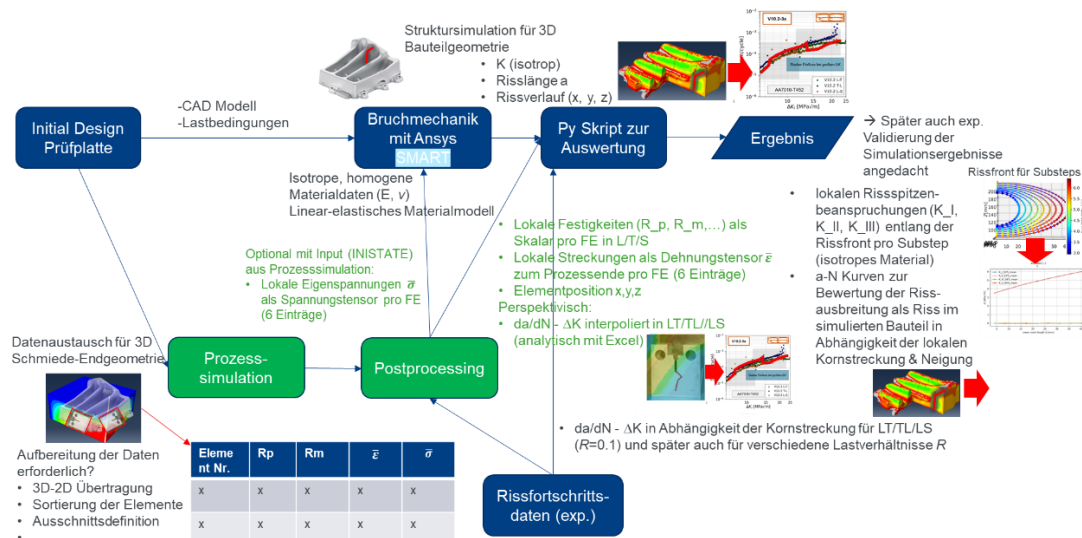 Initial Design
Prüfplatte
-CAD Modell
-Lastbedingungen
Struktursimulation für 3D
Bauteilgeometrie
• K (isotrop)
• Risslänge a
• Rissverlauf (x, y, z)
Bruchmechanik
mit Ansys
SMART
Py Skript zur
Auswertung
Ergebnis
→ Später auch exp.
Validierung der
Simulationsergebnisse
angedacht
Isotrope, homogene
Materialdaten (E, ν)
Linear-elastisches Materialmodell
Optional mit Input (INISTATE)
aus Prozesssimulation:
• Lokale Eigenspannungen σ̿
als Spannungstensor pro FE
(6 Einträge)
• Lokale Festigkeiten (R_p, R_m,…) als
Skalar pro FE in L/T/S
• Lokale Streckungen als Dehnungstensor ε̿
zum Prozessende pro FE (6 Einträge)
• Elementposition x,y,z
Perspektivisch:
• da/dN - ΔK interpoliert in LT/TL//LS
(analytisch mit Excel)
Rissfront für Substeps
• lokalen Rissspitzen-
beanspruchungen (K_I,
K_II, K_III) entlang der
Rissfront pro Substep
(isotropes Material)
• a-N Kurven zur
Bewertung der Riss-
ausbreitung als Riss im
simulierten Bauteil in
Abhängigkeit der lokalen
Kornstreckung & Neigung
Datenaustausch für 3D
Schmiede-Endgeometrie
Prozess-
simulation
Postprocessing
• da/dN - ΔK in Abhängigkeit der Kornstreckung für LT/TL/LS
(R=0.1) und später auch für verschiedene Lastverhältnisse R
Aufbereitung der Daten
erforderlich?
• 3D-2D Übertragung
• Sortierung der Elemente
• Ausschnittsdefinition
•
Eleme
nt Nr. Rp Rm ε̿ σ̿
x x x x x
x x x x x
Rissfortschritts-
daten (exp.)
V10.2-3s
AA7010-T452
ΔK, [MPa√m]